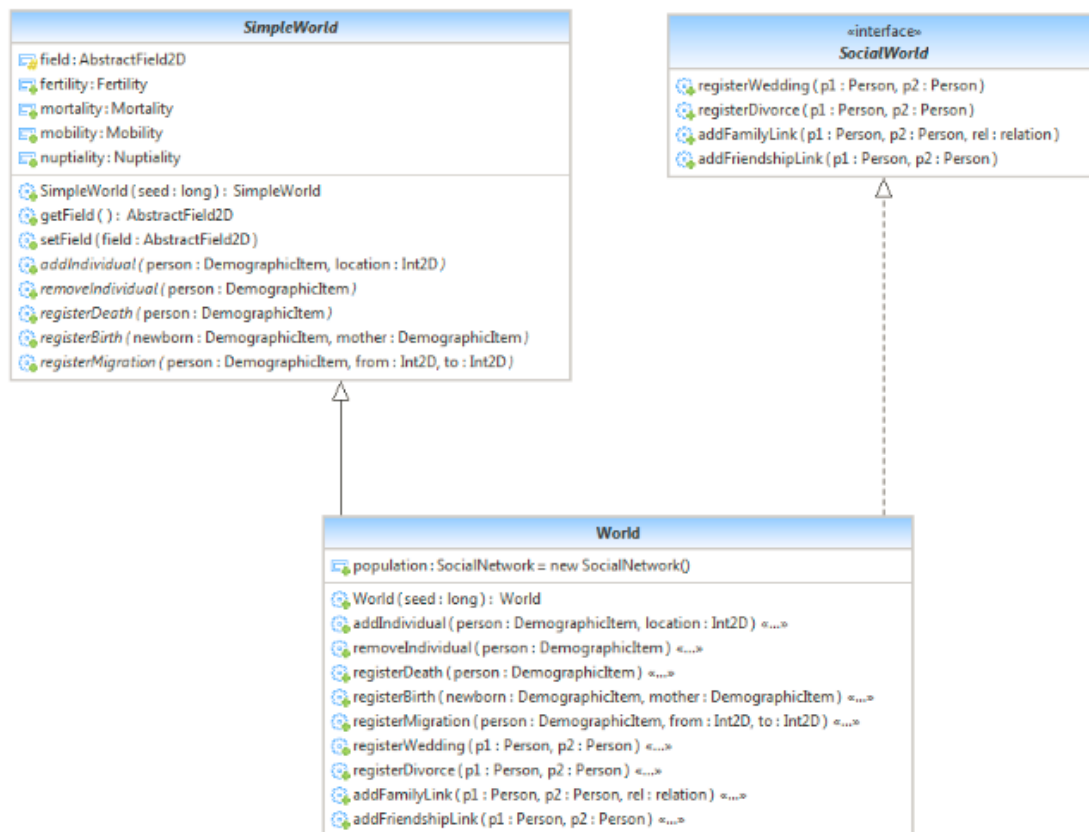 SimpleWorld
field : AbstractField2D
fertility : Fertility
mortality : Mortality
mobility : Mobility
nuptiality : Nuptiality
SimpleWorld ( seed : long ) : SimpleWorld
getField ( ) : AbstractField2D
setField ( field : AbstractField2D )
addIndividual ( person : DemographicItem, location : Int2D )
removeIndividual ( person : DemographicItem )
registerDeath ( person : DemographicItem )
registerBirth ( newborn : DemographicItem, mother : DemographicItem )
registerMigration ( person : DemographicItem, from : Int2D, to : Int2D )
«interface»
SocialWorld
registerWedding ( p1 : Person, p2 : Person )
registerDivorce ( p1 : Person, p2 : Person )
addFamilyLink ( p1 : Person, p2 : Person, rel : relation )
addFriendshipLink ( p1 : Person, p2 : Person )
World
population : SocialNetwork = new SocialNetwork()
World ( seed : long ) : World
addIndividual ( person : DemographicItem, location : Int2D ) «...»
removeIndividual ( person : DemographicItem ) «...»
registerDeath ( person : DemographicItem ) «...»
registerBirth ( newborn : DemographicItem, mother : DemographicItem ) «...»
registerMigration ( person : DemographicItem, from : Int2D, to : Int2D ) «...»
registerWedding ( p1 : Person, p2 : Person ) «...»
registerDivorce ( p1 : Person, p2 : Person ) «...»
addFamilyLink ( p1 : Person, p2 : Person, rel : relation ) «...»
addFriendshipLink ( p1 : Person, p2 : Person ) «...»